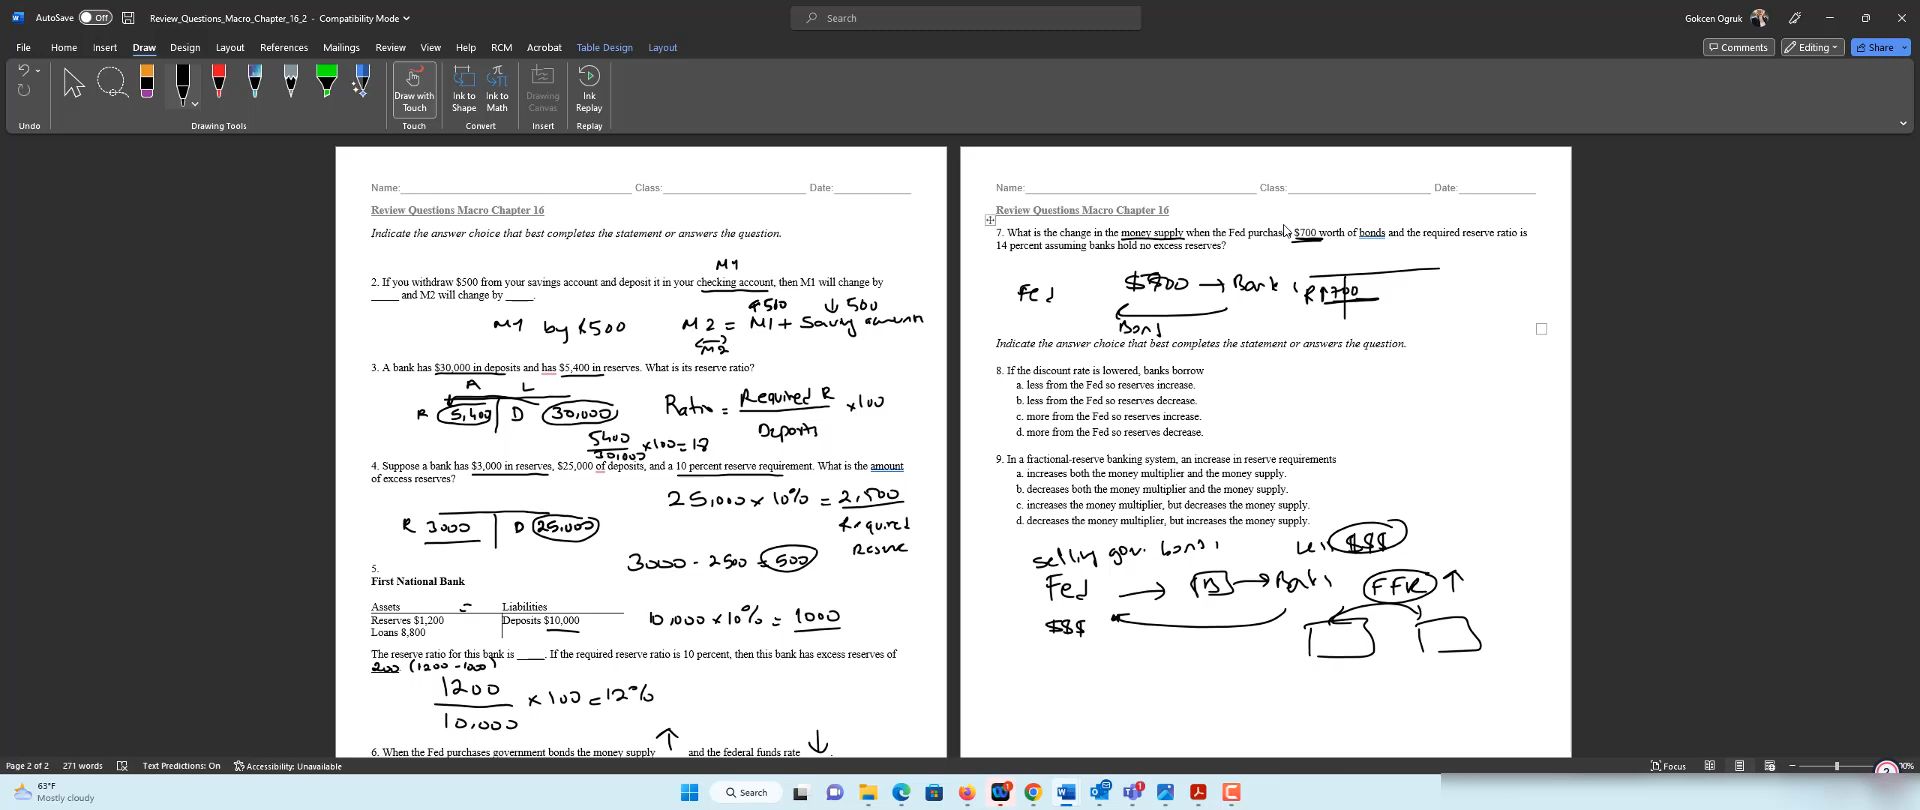 AutoSave Off Review_Questions_Macro_Chapter_16_2 - Compatibility Mode Search Gokcen Ogruk
File Home Insert Draw Design Layout References Mailings Review View Help RCM Acrobat Table Design Layout Comments Editing Share
Draw with Touch Ink to Shape Ink to Math Drawing Canvas Ink Replay
Undo Drawing Tools Touch Convert Insert Replay
Name: Class: Date:
Review Questions Macro Chapter 16
Indicate the answer choice that best completes the statement or answers the question.
M1
2. If you withdraw $500 from your savings account and deposit it in your checking account, then M1 will change by
_____ and M2 will change by _____.
↑500 ↓500
M1 by ↑500 M2 = M1 + Saving amount
M2
3. A bank has $30,000 in deposits and has $5,400 in reserves. What is its reserve ratio?
A L
R 5,400 D 30,000 Ratio = Required R / Deposits ×100
5400 / 30,000 ×100 = 18
4. Suppose a bank has $3,000 in reserves, $25,000 of deposits, and a 10 percent reserve requirement. What is the amount
of excess reserves?
25,000 × 10% = 2,500
R 3000 D 25,000 Required
Reserve
3000 - 2500 = 500
5.
First National Bank
Assets Liabilities
Reserves $1,200 Deposits $10,000 10,000 × 10% = 1000
Loans 8,800
The reserve ratio for this bank is _____. If the required reserve ratio is 10 percent, then this bank has excess reserves of
200. (1200 - 1000)
1200 / 10,000 × 100 = 12%
6. When the Fed purchases government bonds the money supply ↑ and the federal funds rate ↓.
Name: Class: Date:
Review Questions Macro Chapter 16
7. What is the change in the money supply when the Fed purchas $700 worth of bonds and the required reserve ratio is
14 percent assuming banks hold no excess reserves?
Fed $700 → Bank R↑700
Bond
Indicate the answer choice that best completes the statement or answers the question.
8. If the discount rate is lowered, banks borrow
a. less from the Fed so reserves increase.
b. less from the Fed so reserves decrease.
c. more from the Fed so reserves increase.
d. more from the Fed so reserves decrease.
9. In a fractional-reserve banking system, an increase in reserve requirements
a. increases both the money multiplier and the money supply.
b. decreases both the money multiplier and the money supply.
c. increases the money multiplier, but decreases the money supply.
d. decreases the money multiplier, but increases the money supply.
selling gov. bonds Less $$$
Fed → B → Banks FFR ↑
$$$
Page 2 of 2 271 words Text Predictions: On Accessibility: Unavailable Focus
63°F
Mostly cloudy
Search